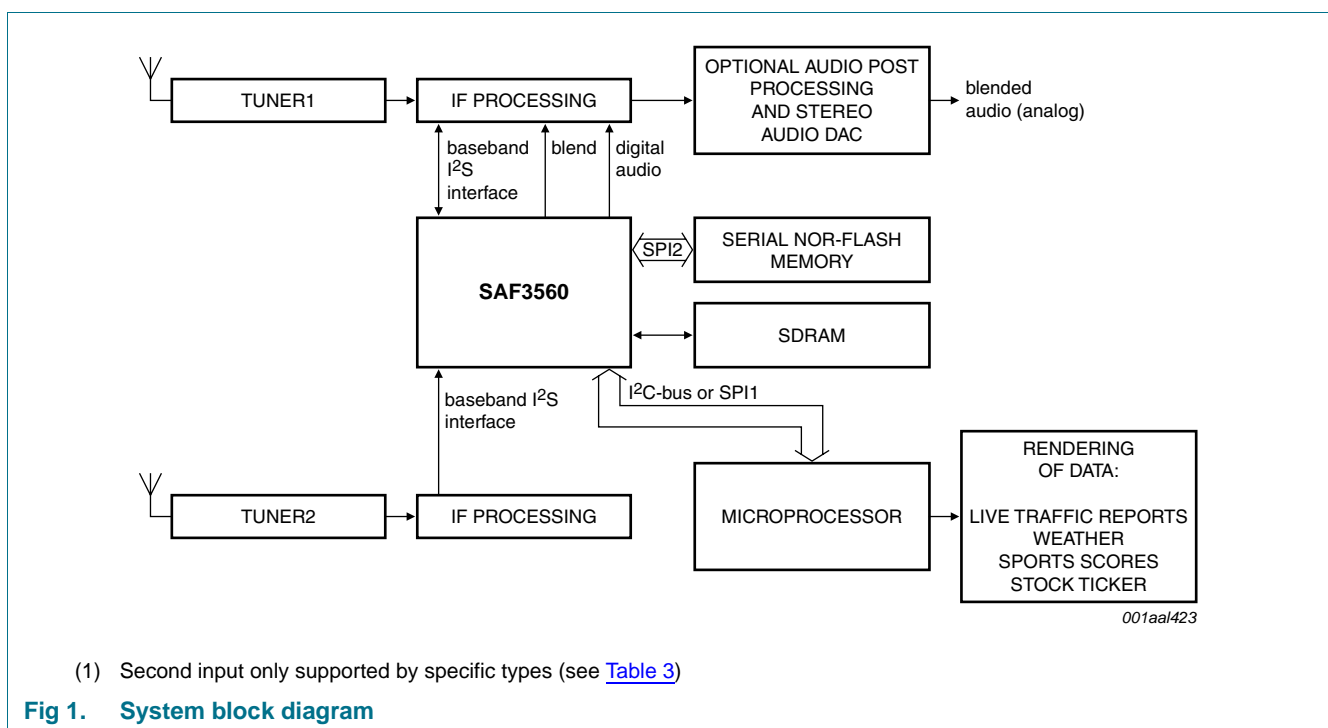 TUNER1
IF PROCESSING
OPTIONAL AUDIO POST
PROCESSING
AND STEREO
AUDIO DAC
blended
audio (analog)
baseband
I²S
interface
blend
digital
audio
SAF3560
SPI2
SERIAL NOR-FLASH
MEMORY
SDRAM
baseband I²S
interface
I²C-bus or SPI1
TUNER2
IF PROCESSING
MICROPROCESSOR
RENDERING
OF DATA:
LIVE TRAFFIC REPORTS
WEATHER
SPORTS SCORES
STOCK TICKER
001aal423
(1) Second input only supported by specific types (see Table 3)
Fig 1. System block diagram